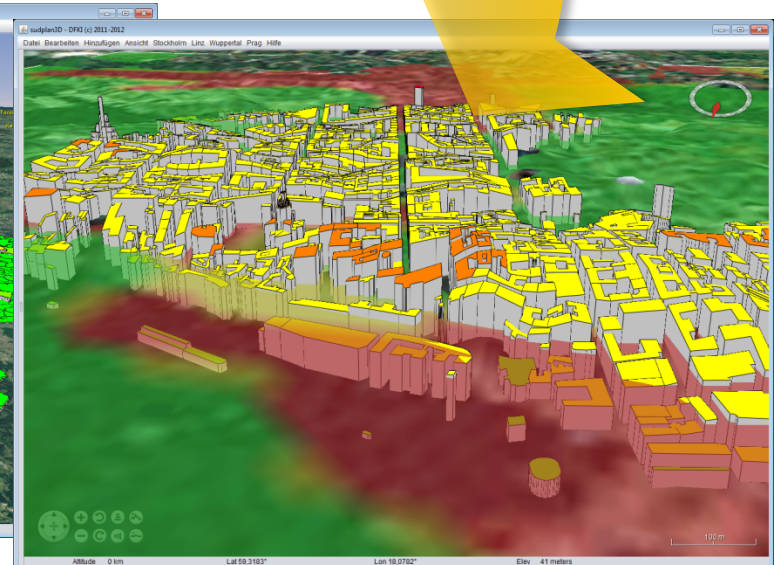 sudplan3D - DFKI (c) 2011-2012
Datei Bearbeiten Hinzufügen Ansicht Stockholm Linz Wuppertal Prag Hilfe
100 m
Altitude 0 km Lat 59,3183° Lon 18,0782° Elev 41 meters